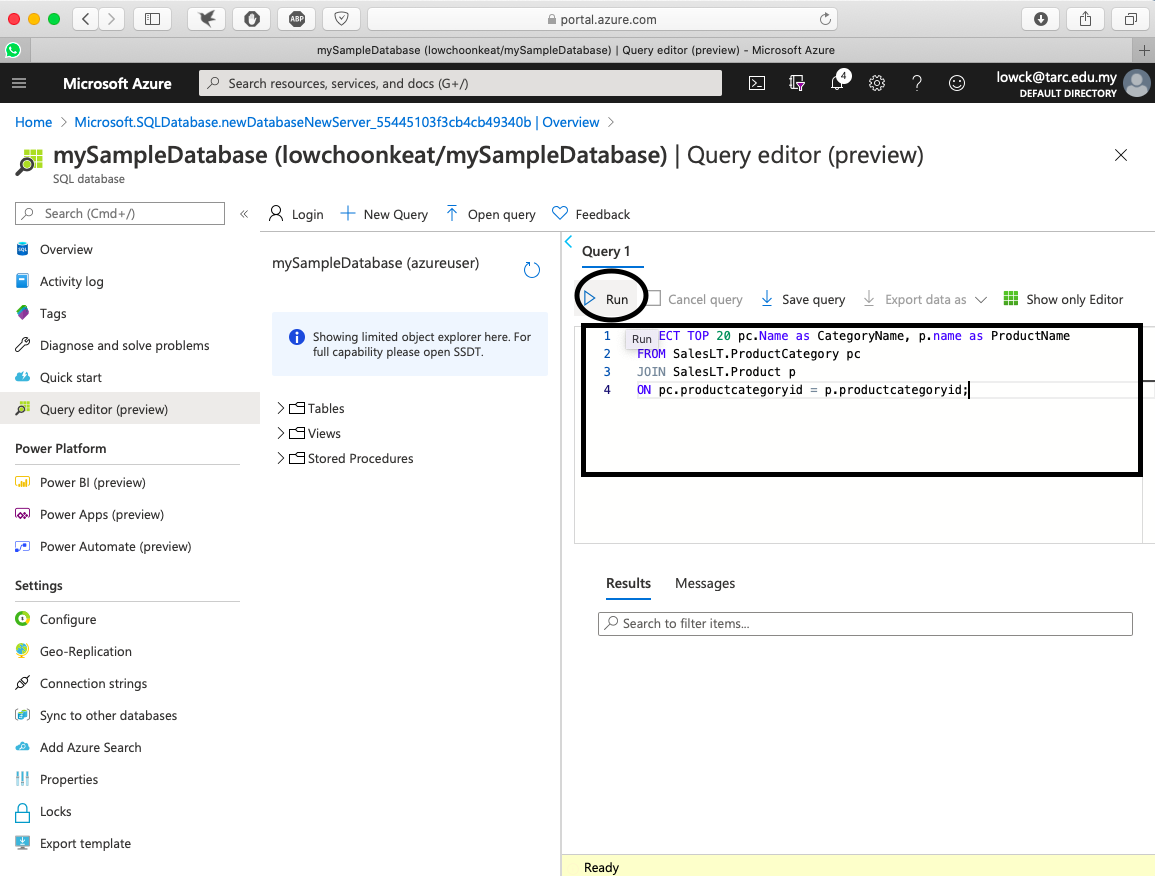 portal.azure.com
mySampleDatabase (lowchoonkeat/mySampleDatabase) | Query editor (preview) - Microsoft Azure
ABP
Microsoft Azure
Search resources, services, and docs (G+/)
4
lowck@tarc.edu.my
DEFAULT DIRECTORY
Home > Microsoft.SQLDatabase.newDatabaseNewServer_55445103f3cb4cb49340b | Overview >
mySampleDatabase (lowchoonkeat/mySampleDatabase) | Query editor (preview)
SQL database
Search (Cmd+/)
«
Overview
Activity log
Tags
Diagnose and solve problems
Quick start
Query editor (preview)
Power Platform
Power BI (preview)
Power Apps (preview)
Power Automate (preview)
Settings
Configure
Geo-Replication
Connection strings
Sync to other databases
Add Azure Search
Properties
Locks
Export template
Login
New Query
Open query
Feedback
mySampleDatabase (azureuser)
Showing limited object explorer here. For
full capability please open SSDT.
Tables
Views
Stored Procedures
Query 1
Run
Cancel query
Save query
Export data as
Show only Editor
Run
1 ECT TOP 20 pc.Name as CategoryName, p.name as ProductName
2 FROM SalesLT.ProductCategory pc
3 JOIN SalesLT.Product p
4 ON pc.productcategoryid = p.productcategoryid;
Results
Messages
Search to filter items...
Ready